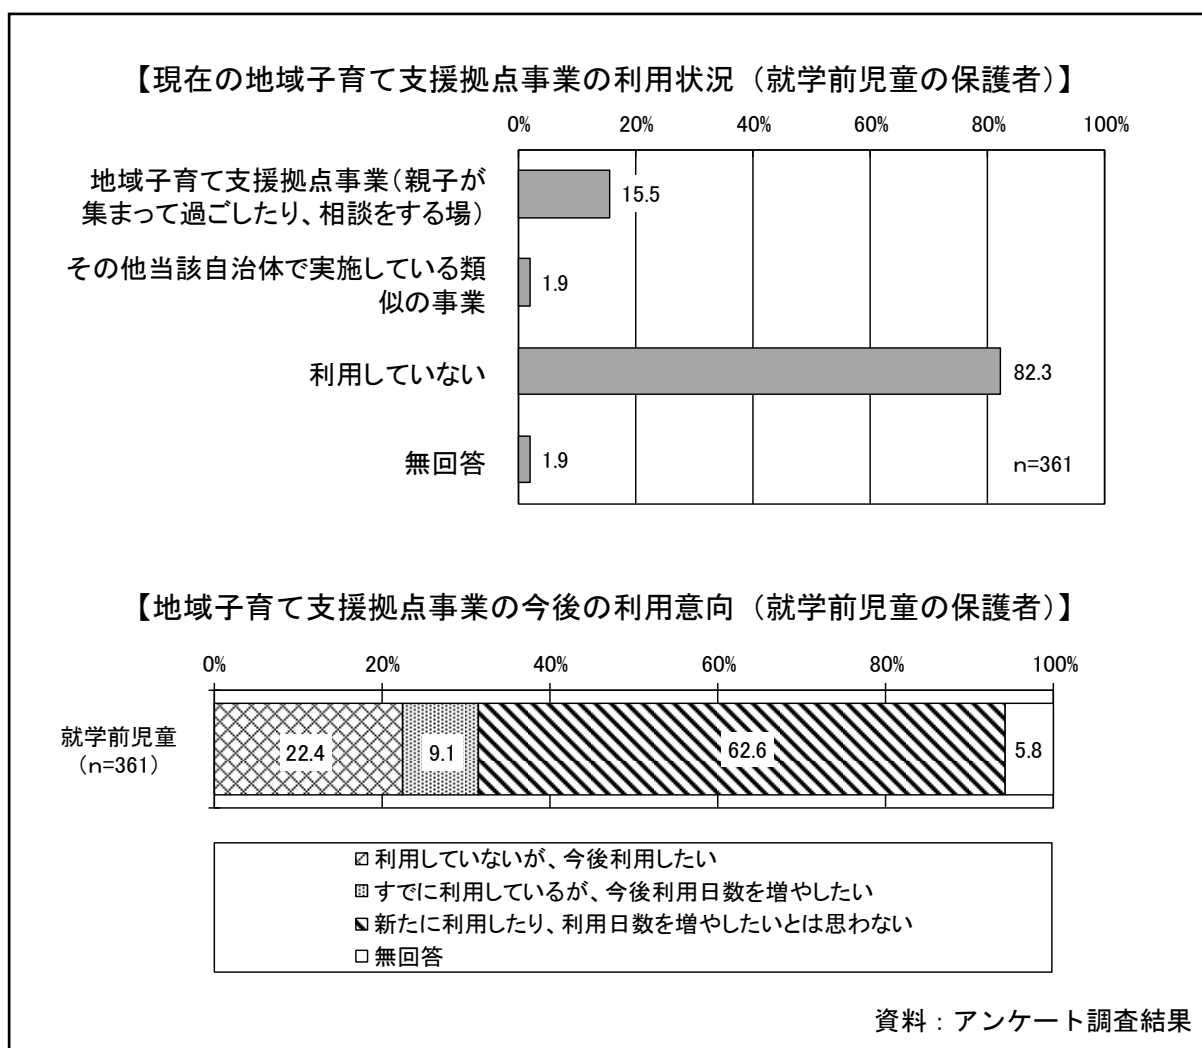 【現在の地域子育て支援拠点事業の利用状況（就学前児童の保護者）】
0% 20% 40% 60% 80% 100%
地域子育て支援拠点事業（親子が
集まって過ごしたり、相談をする場）
15.5
その他当該自治体で実施している類
似の事業
1.9
利用していない
82.3
無回答
1.9
n=361
【地域子育て支援拠点事業の今後の利用意向（就学前児童の保護者）】
0% 20% 40% 60% 80% 100%
就学前児童
（n=361）
22.4 9.1 62.6 5.8
利用していないが、今後利用したい
すでに利用しているが、今後利用日数を増やしたい
新たに利用したり、利用日数を増やしたいとは思わない
無回答
資料：アンケート調査結果